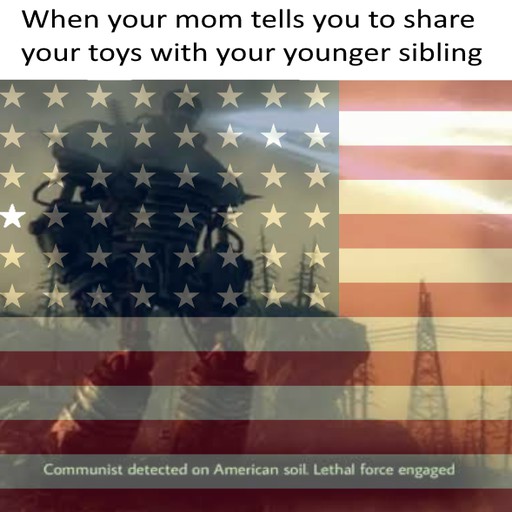 When your mom tells you to share
your toys with your younger sibling
Communist detected on American soil. Lethal force engaged